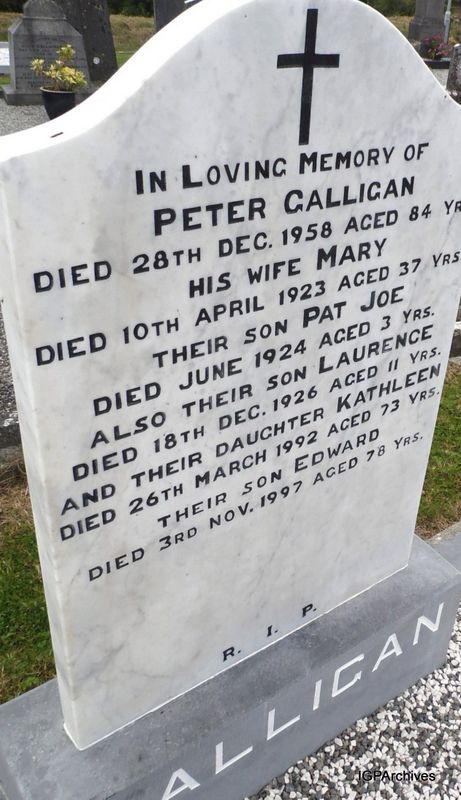 In Loving Memory of
PETER GALLIGAN
DIED 28TH DEC. 1958 AGED 84 YR
HIS WIFE MARY
DIED 10TH APRIL 1923 AGED 37 YRS
THEIR SON PAT JOE
DIED JUNE 1924 AGED 3 YRS.
ALSO THEIR SON LAURENCE
DIED 18TH DEC. 1926 AGED 11 YRS.
AND THEIR DAUGHTER KATHLEEN
DIED 26TH MARCH 1992 AGED 73 YRS.
THEIR SON EDWARD
DIED 3RD NOV. 1997 AGED 78 YRS.
R. I. P.
ALLIGAN
IGPArchives